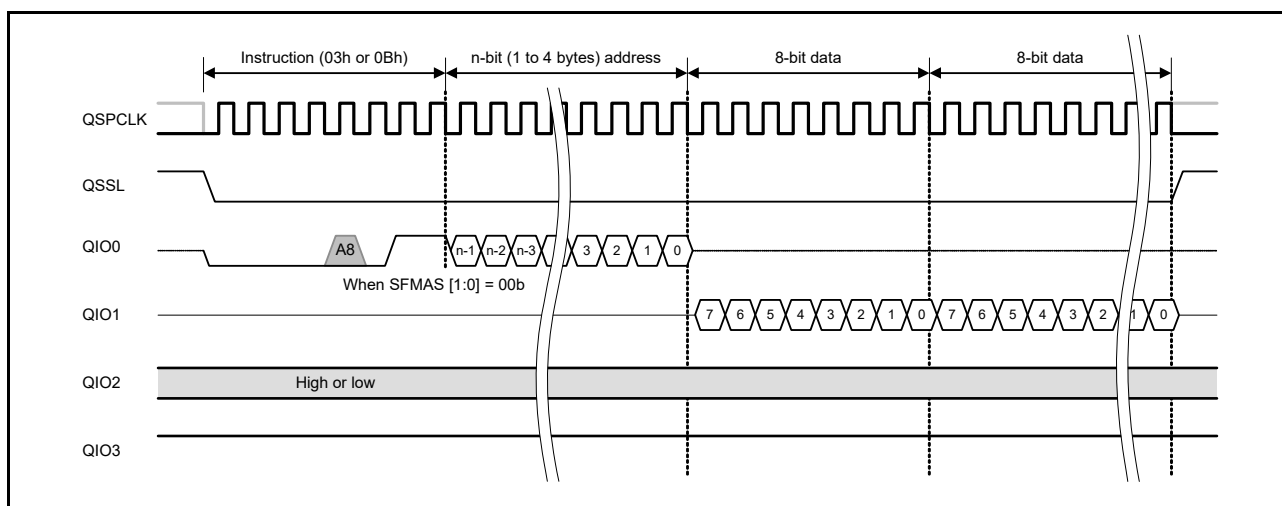 Instruction (03h or 0Bh) n-bit (1 to 4 bytes) address 8-bit data 8-bit data
QSPCLK
QSSL
QIO0 A8 n-1 n-2 n-3 3 2 1 0
When SFMAS [1:0] = 00b
QIO1 7 6 5 4 3 2 1 0 7 6 5 4 3 2 1 0
QIO2 High or low
QIO3